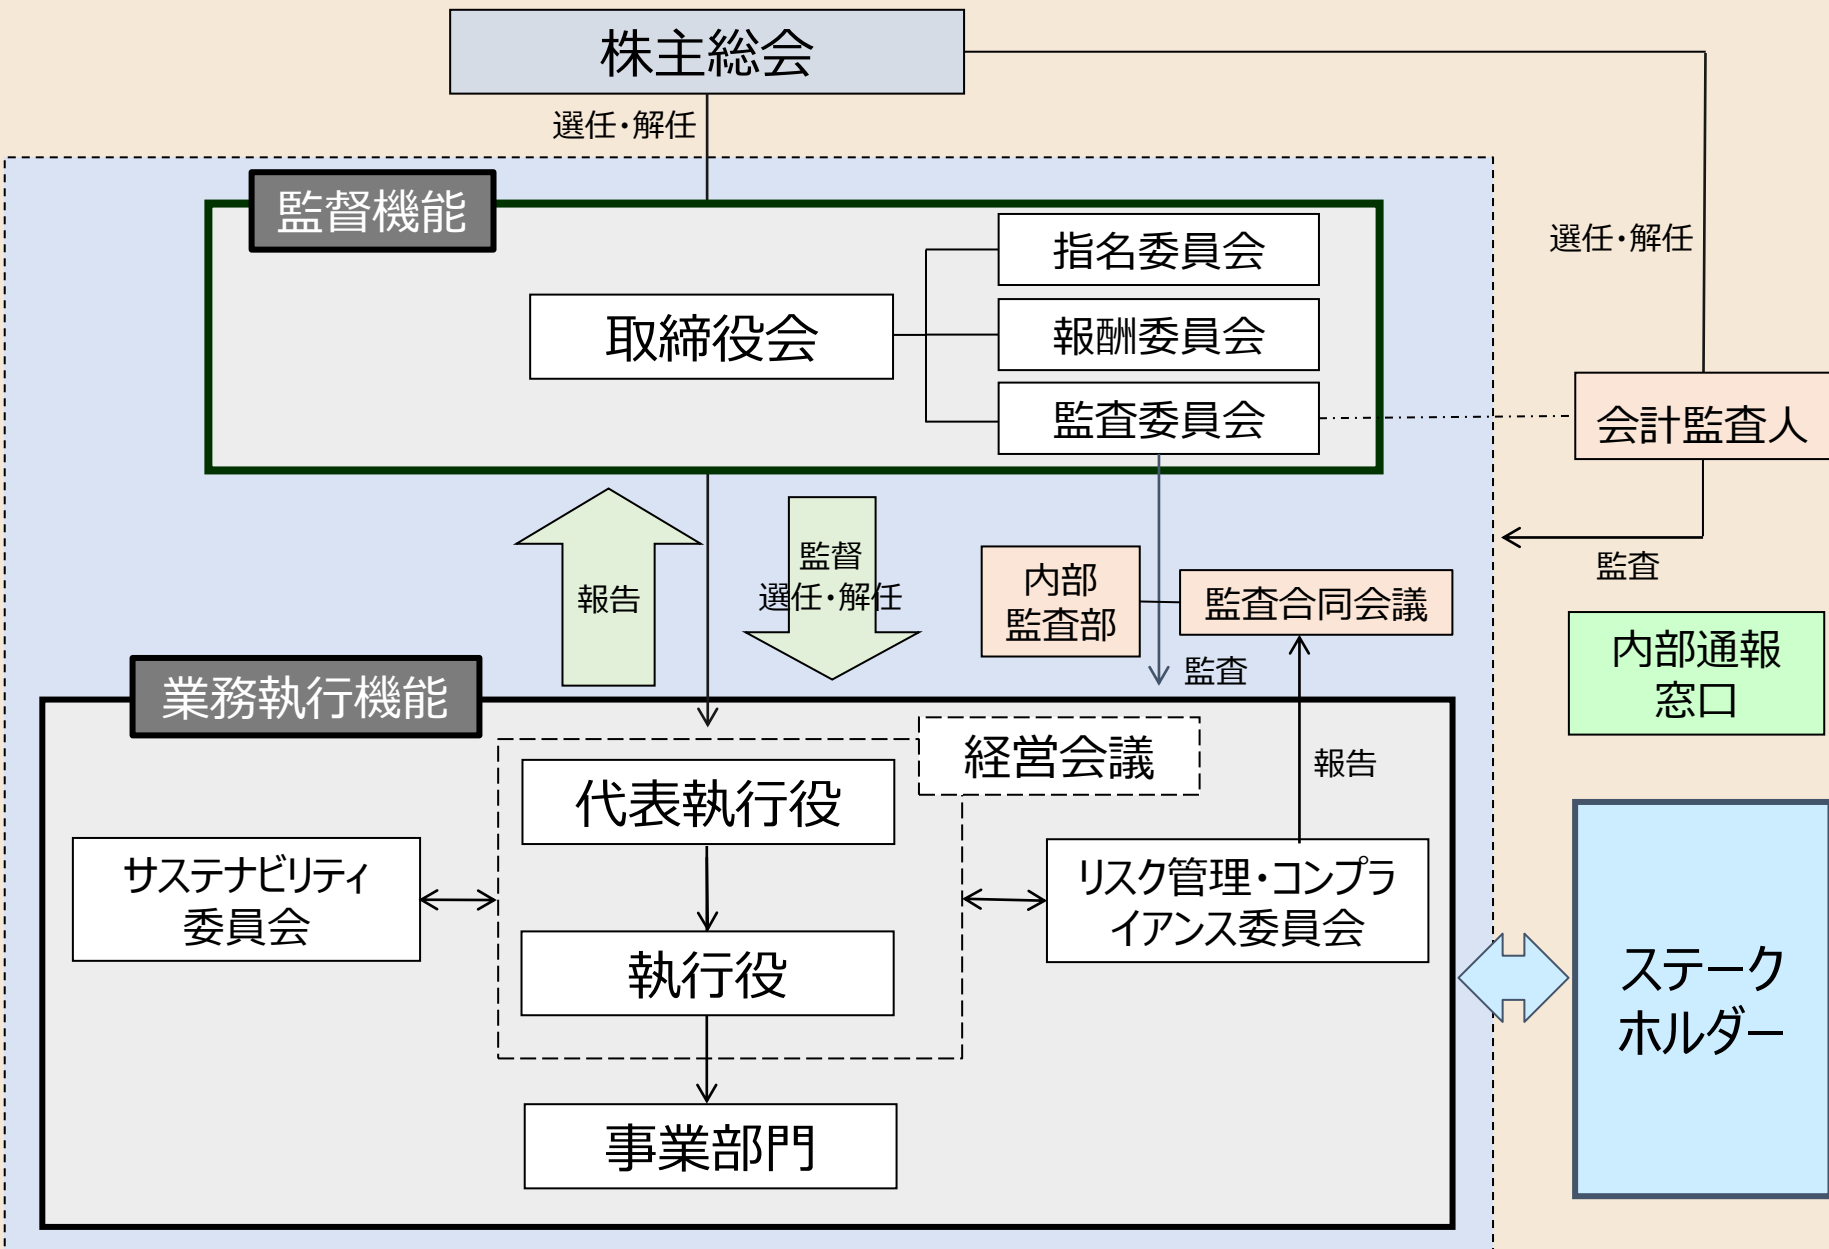 株主総会
選任・解任
監督機能
指名委員会
選任・解任
取締役会
報酬委員会
監査委員会
会計監査人
報告
監督
選任・解任
内部
監査部
監査合同会議
監査
監査
内部通報
窓口
業務執行機能
経営会議
報告
代表執行役
サステナビリティ
委員会
リスク管理・コンプラ
イアンス委員会
執行役
ステーク
ホルダー
事業部門